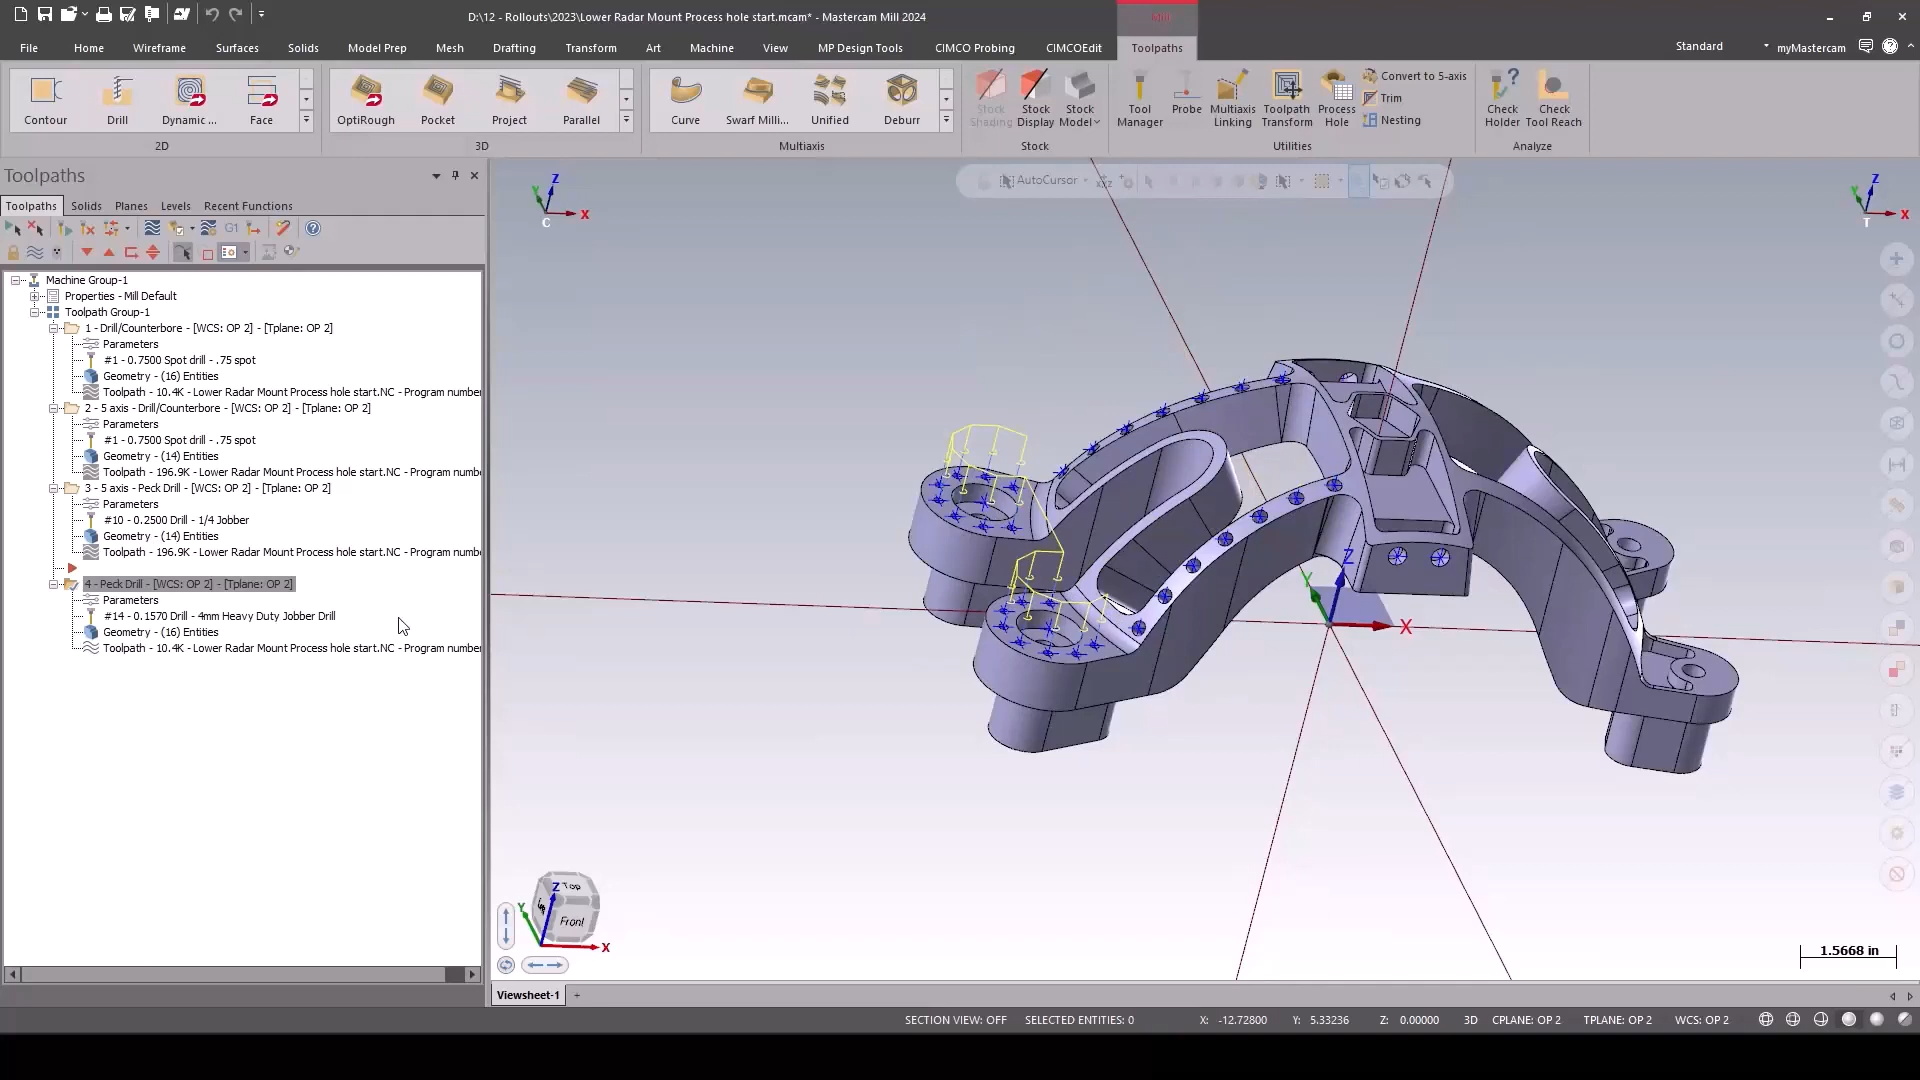 D:\12 - Rollouts\2023\Lower Radar Mount Process hole start.mcam* - Mastercam Mill 2024
File Home Wireframe Surfaces Solids Model Prep Mesh Drafting Transform Art Machine View MP Design Tools CIMCO Probing CIMCOEdit Toolpaths
Standard myMastercam
Contour Drill Dynamic ... Face
2D
OptiRough Pocket Project Parallel
3D
Curve Swarf Milli... Unified Deburr
Multiaxis
Stock Shading Stock Display Stock Model
Stock
Tool Manager Probe Multiaxis Linking Toolpath Transform Process Hole
Convert to 5-axis
Trim
Nesting
Utilities
Check Holder Check Tool Reach
Analyze
Toolpaths
Toolpaths Solids Planes Levels Recent Functions
G1
Machine Group-1
Properties - Mill Default
Toolpath Group-1
1 - Drill/Counterbore - [WCS: OP 2] - [Tplane: OP 2]
Parameters
#1 - 0.7500 Spot drill - .75 spot
Geometry - (16) Entities
Toolpath - 10.4K - Lower Radar Mount Process hole start.NC - Program number
2 - 5 axis - Drill/Counterbore - [WCS: OP 2] - [Tplane: OP 2]
Parameters
#1 - 0.7500 Spot drill - .75 spot
Geometry - (14) Entities
Toolpath - 196.9K - Lower Radar Mount Process hole start.NC - Program numbe
3 - 5 axis - Peck Drill - [WCS: OP 2] - [Tplane: OP 2]
Parameters
#10 - 0.2500 Drill - 1/4 Jobber
Geometry - (14) Entities
Toolpath - 196.9K - Lower Radar Mount Process hole start.NC - Program numbe
4 - Peck Drill - [WCS: OP 2] - [Tplane: OP 2]
Parameters
#14 - 0.1570 Drill - 4mm Heavy Duty Jobber Drill
Geometry - (16) Entities
Toolpath - 10.4K - Lower Radar Mount Process hole start.NC - Program number
AutoCursor
Z
Y
X
C
Z
Y
X
T
Z
Y
X
Top
Front
Z
Y
X
1.5668 in
Viewsheet-1 +
SECTION VIEW: OFF SELECTED ENTITIES: 0 X: -12.72800 Y: 5.33236 Z: 0.00000 3D CPLANE: OP 2 TPLANE: OP 2 WCS: OP 2